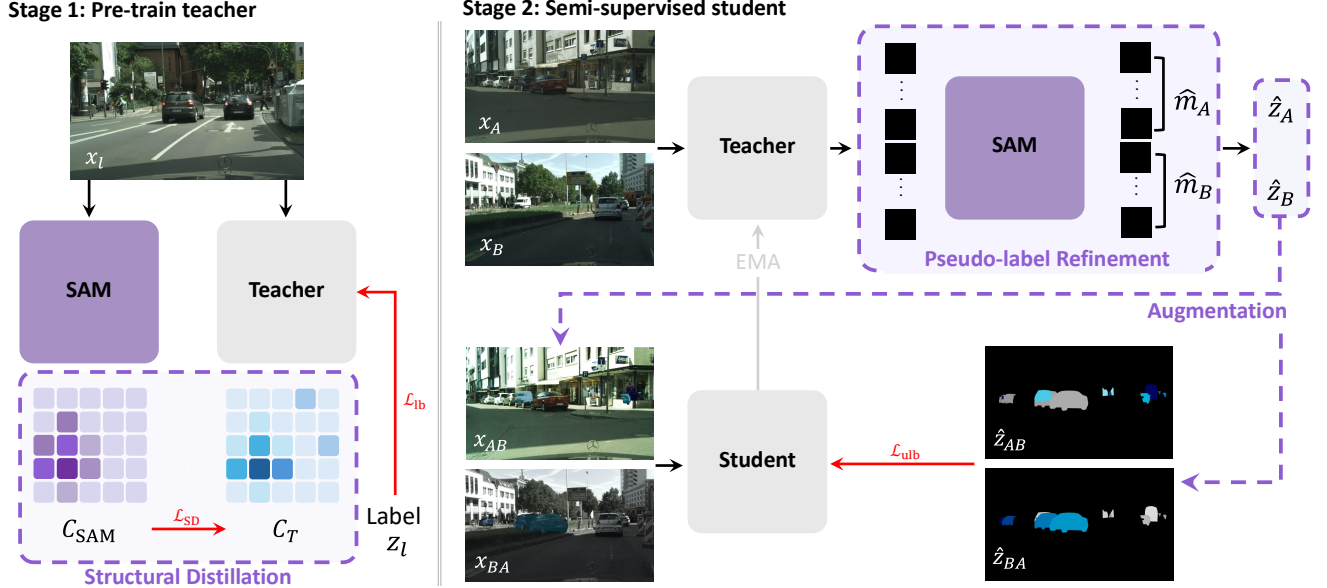 Stage 1: Pre-train teacher
x_l
SAM
Teacher
ℒ_lb
C_SAM
ℒ_SD
C_T
Label
z_l
Structural Distillation
Stage 2: Semi-supervised student
x_A
x_B
Teacher
EMA
SAM
m̂_A
m̂_B
Pseudo-label Refinement
ẑ_A
ẑ_B
Augmentation
x_AB
x_BA
Student
ℒ_ulb
ẑ_AB
ẑ_BA